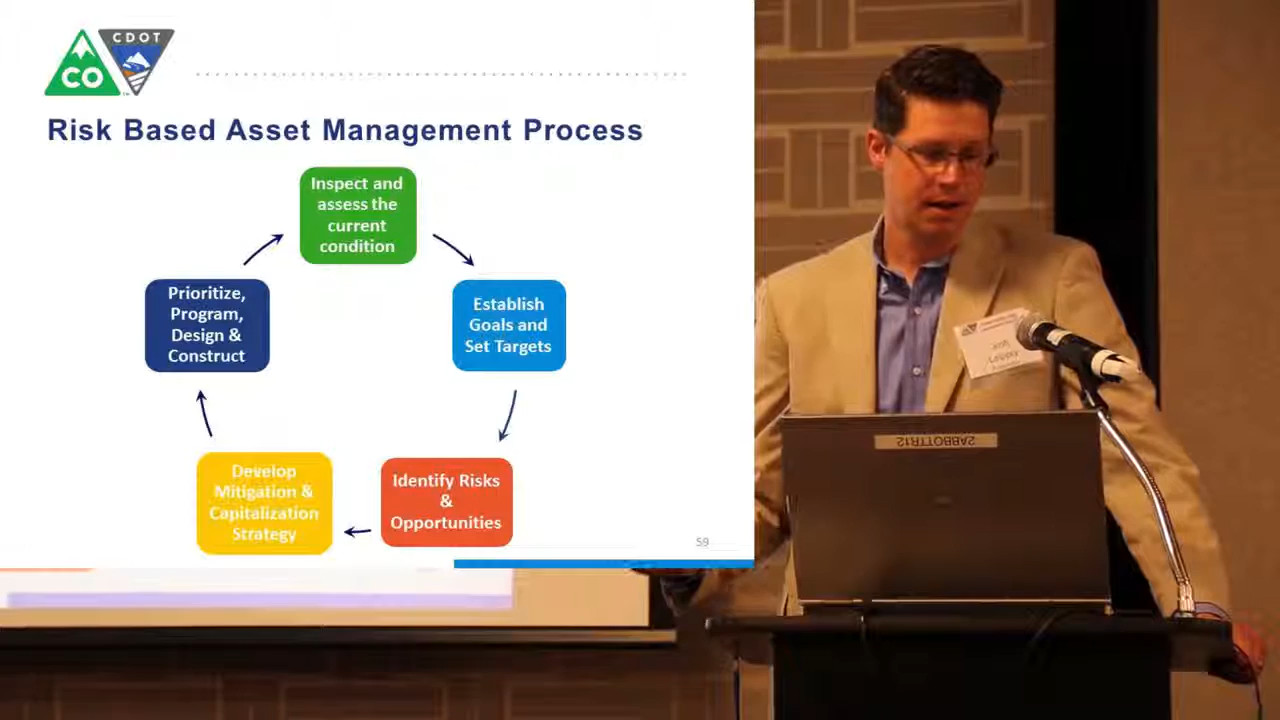 CDOT
CO
Risk Based Asset Management Process
Inspect and
assess the
current
condition
Establish
Goals and
Set Targets
Identify Risks
&
Opportunities
Develop
Mitigation &
Capitalization
Strategy
Prioritize,
Program,
Design &
Construct
59
2ABBOTTR12